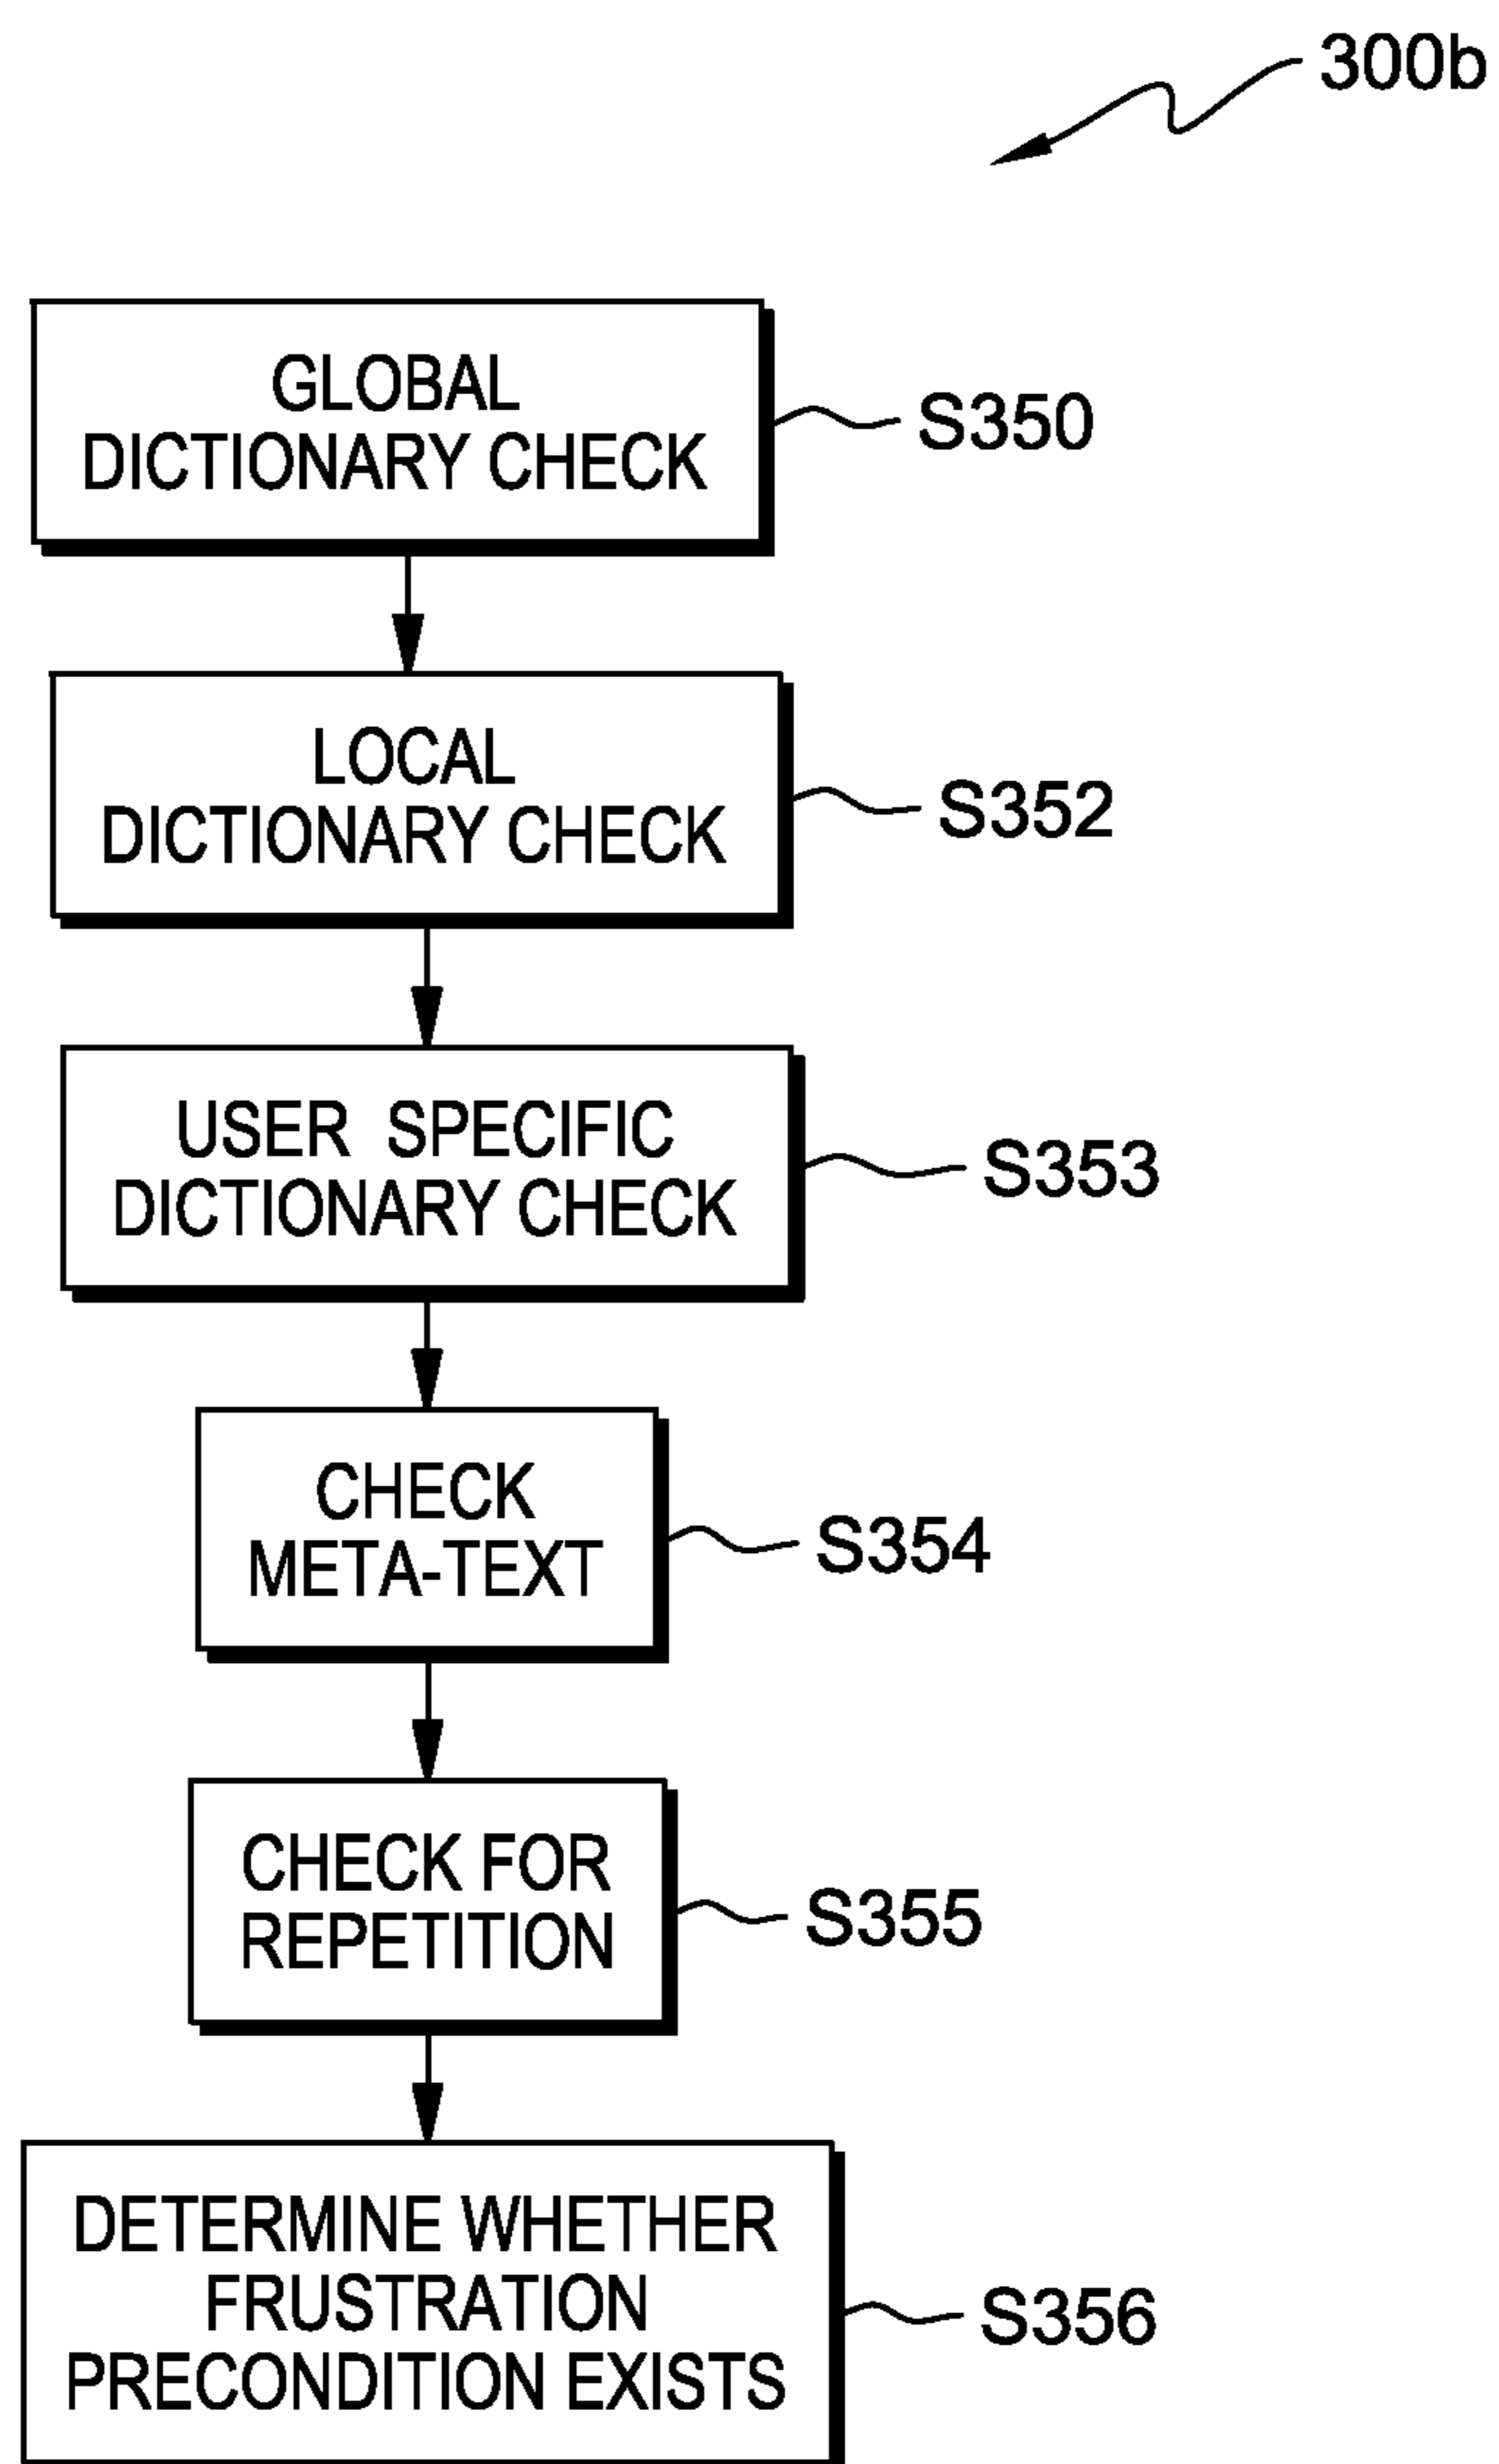 300b
GLOBAL
DICTIONARY CHECK
S350
LOCAL
DICTIONARY CHECK
S352
USER SPECIFIC
DICTIONARY CHECK
S353
CHECK
META-TEXT
S354
CHECK FOR
REPETITION
S355
DETERMINE WHETHER
FRUSTRATION
PRECONDITION EXISTS
S356